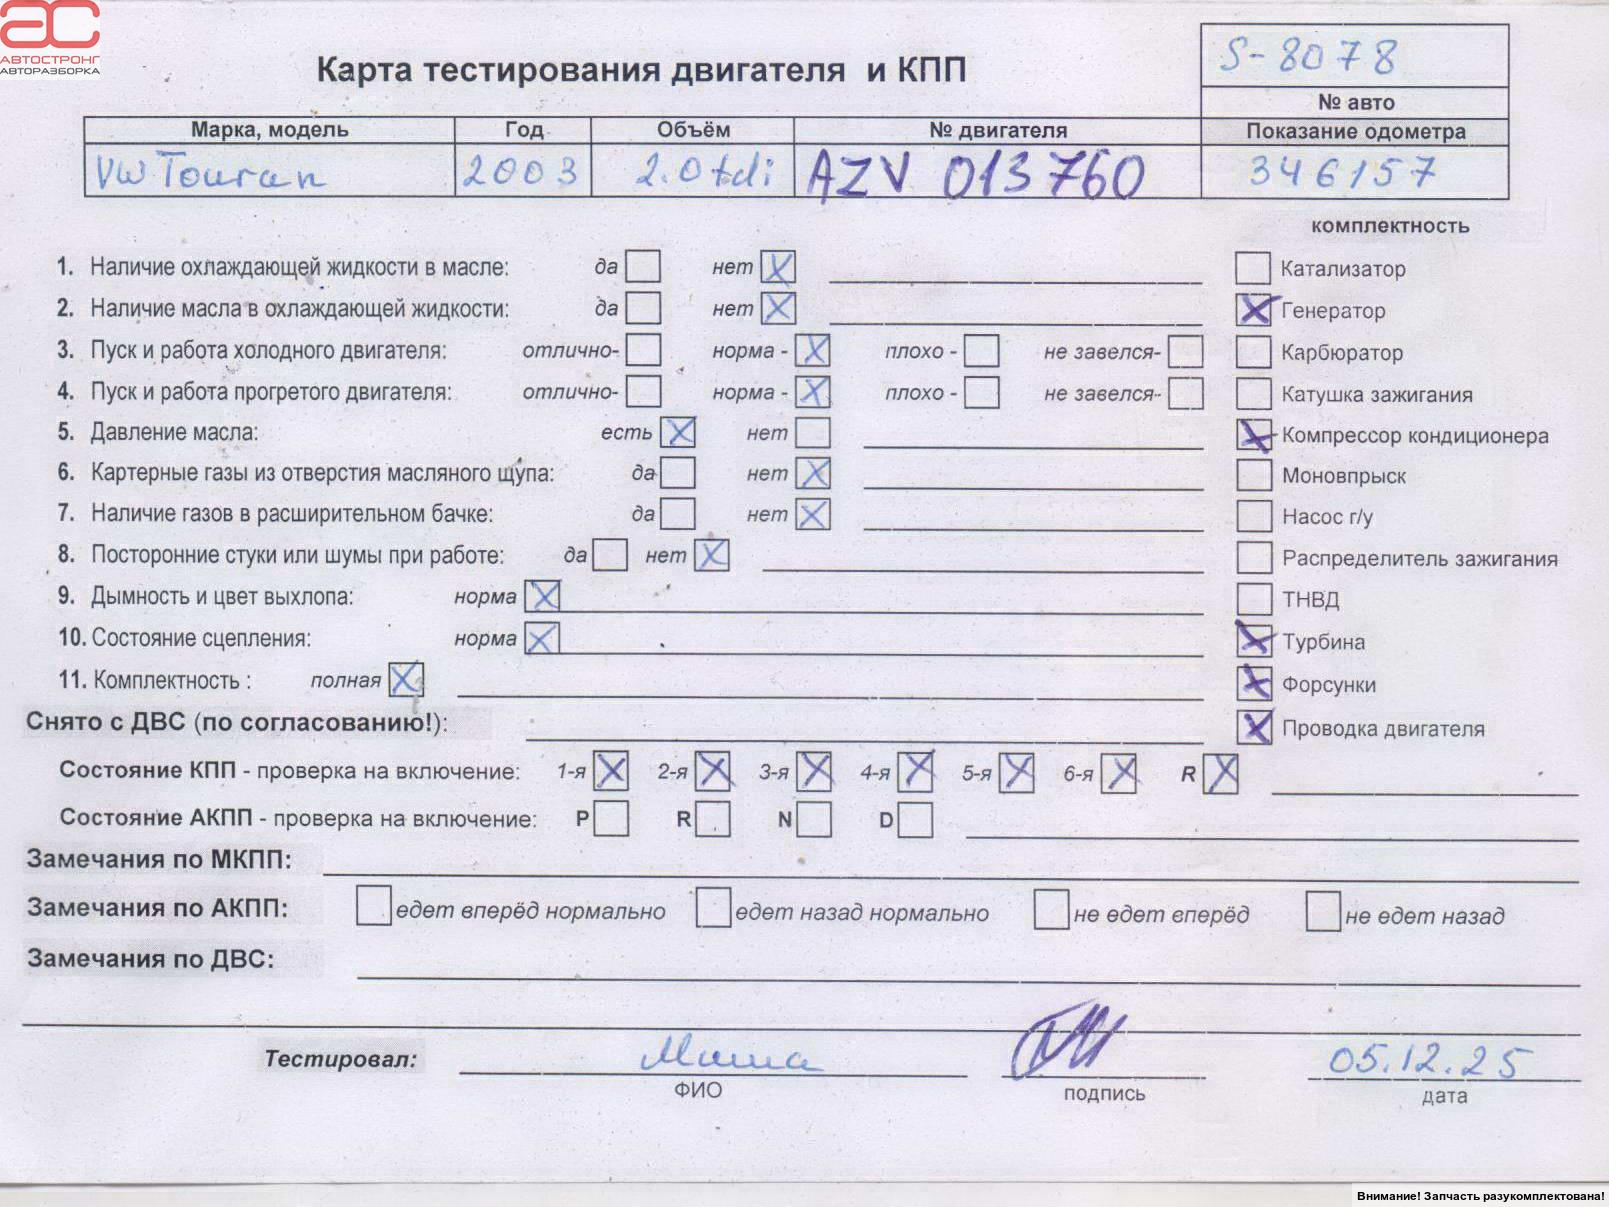 АС
АВТОСТРОНГ
АВТОРАЗБОРКА
S-8078
Карта тестирования двигателя и КПП
№ авто
Марка, модель Год Объём № двигателя Показание одометра
VW Touran 2003 2.0 tdi AZV 013760 346157
комплектность
1. Наличие охлаждающей жидкости в масле: да нет X Катализатор
2. Наличие масла в охлаждающей жидкости: да нет X X Генератор
3. Пуск и работа холодного двигателя: отлично- норма - X плохо - не завелся- Карбюратор
4. Пуск и работа прогретого двигателя: отлично- норма - X плохо - не завелся- Катушка зажигания
5. Давление масла: есть X нет X Компрессор кондиционера
6. Картерные газы из отверстия масляного щупа: да нет X Моновпрыск
7. Наличие газов в расширительном бачке: да нет X Насос г/у
8. Посторонние стуки или шумы при работе: да нет X Распределитель зажигания
9. Дымность и цвет выхлопа: норма X ТНВД
10. Состояние сцепления: норма X X Турбина
11. Комплектность : полная X X Форсунки
Снято с ДВС (по согласованию!): X Проводка двигателя
Состояние КПП - проверка на включение: 1-я X 2-я X 3-я X 4-я X 5-я X 6-я X R X
Состояние АКПП - проверка на включение: P R N D
Замечания по МКПП:
Замечания по АКПП: едет вперёд нормально едет назад нормально не едет вперёд не едет назад
Замечания по ДВС:
Тестировал: Миша 05.12.25
ФИО подпись дата
Внимание! Запчасть разукомплектована!